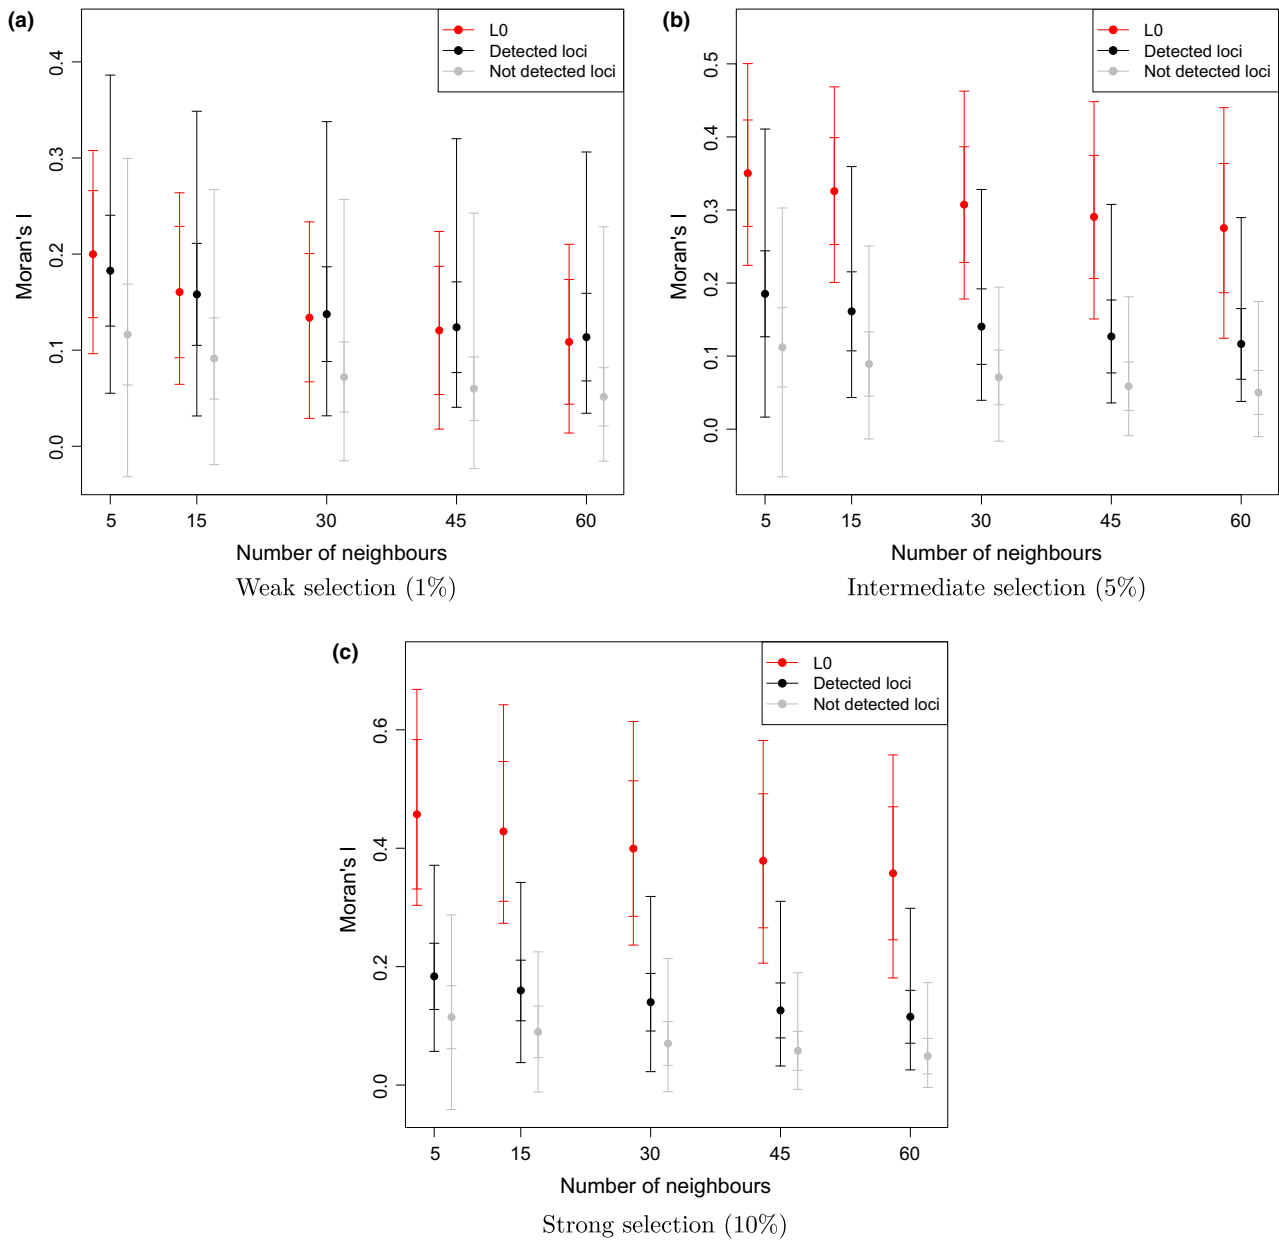 (a)
L0
Detected loci
Not detected loci
Moran's I
0.4
0.3
0.2
0.1
0.0
5 15 30 45 60
Number of neighbours
Weak selection (1%)
(b)
L0
Detected loci
Not detected loci
Moran's I
0.5
0.4
0.3
0.2
0.1
0.0
5 15 30 45 60
Number of neighbours
Intermediate selection (5%)
(c)
L0
Detected loci
Not detected loci
Moran's I
0.6
0.4
0.2
0.0
5 15 30 45 60
Number of neighbours
Strong selection (10%)